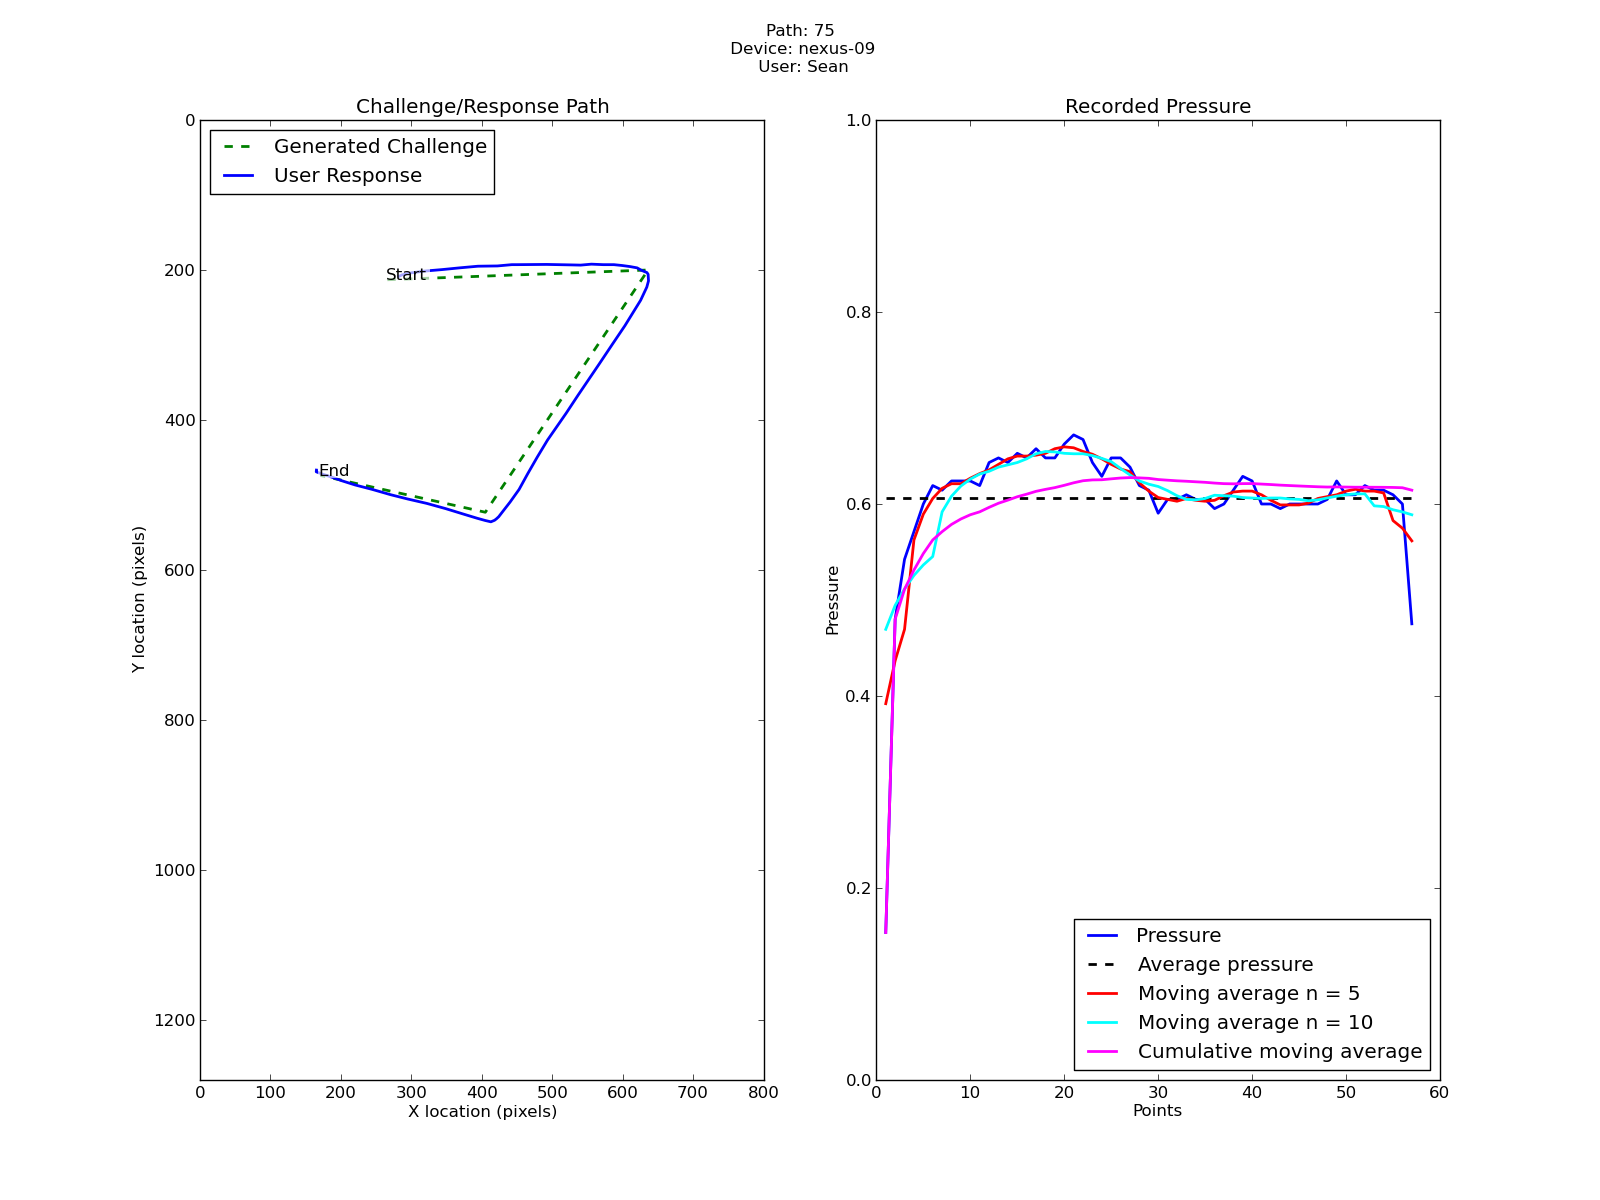 Path: 75
Device: nexus-09
User: Sean
Challenge/Response Path
Generated Challenge
User Response
Start
End
0
200
400
600
800
1000
1200
Y location (pixels)
0 100 200 300 400 500 600 700 800
X location (pixels)
Recorded Pressure
1.0
0.8
0.6
0.4
0.2
0.0
Pressure
Pressure
Average pressure
Moving average n = 5
Moving average n = 10
Cumulative moving average
0 10 20 30 40 50 60
Points